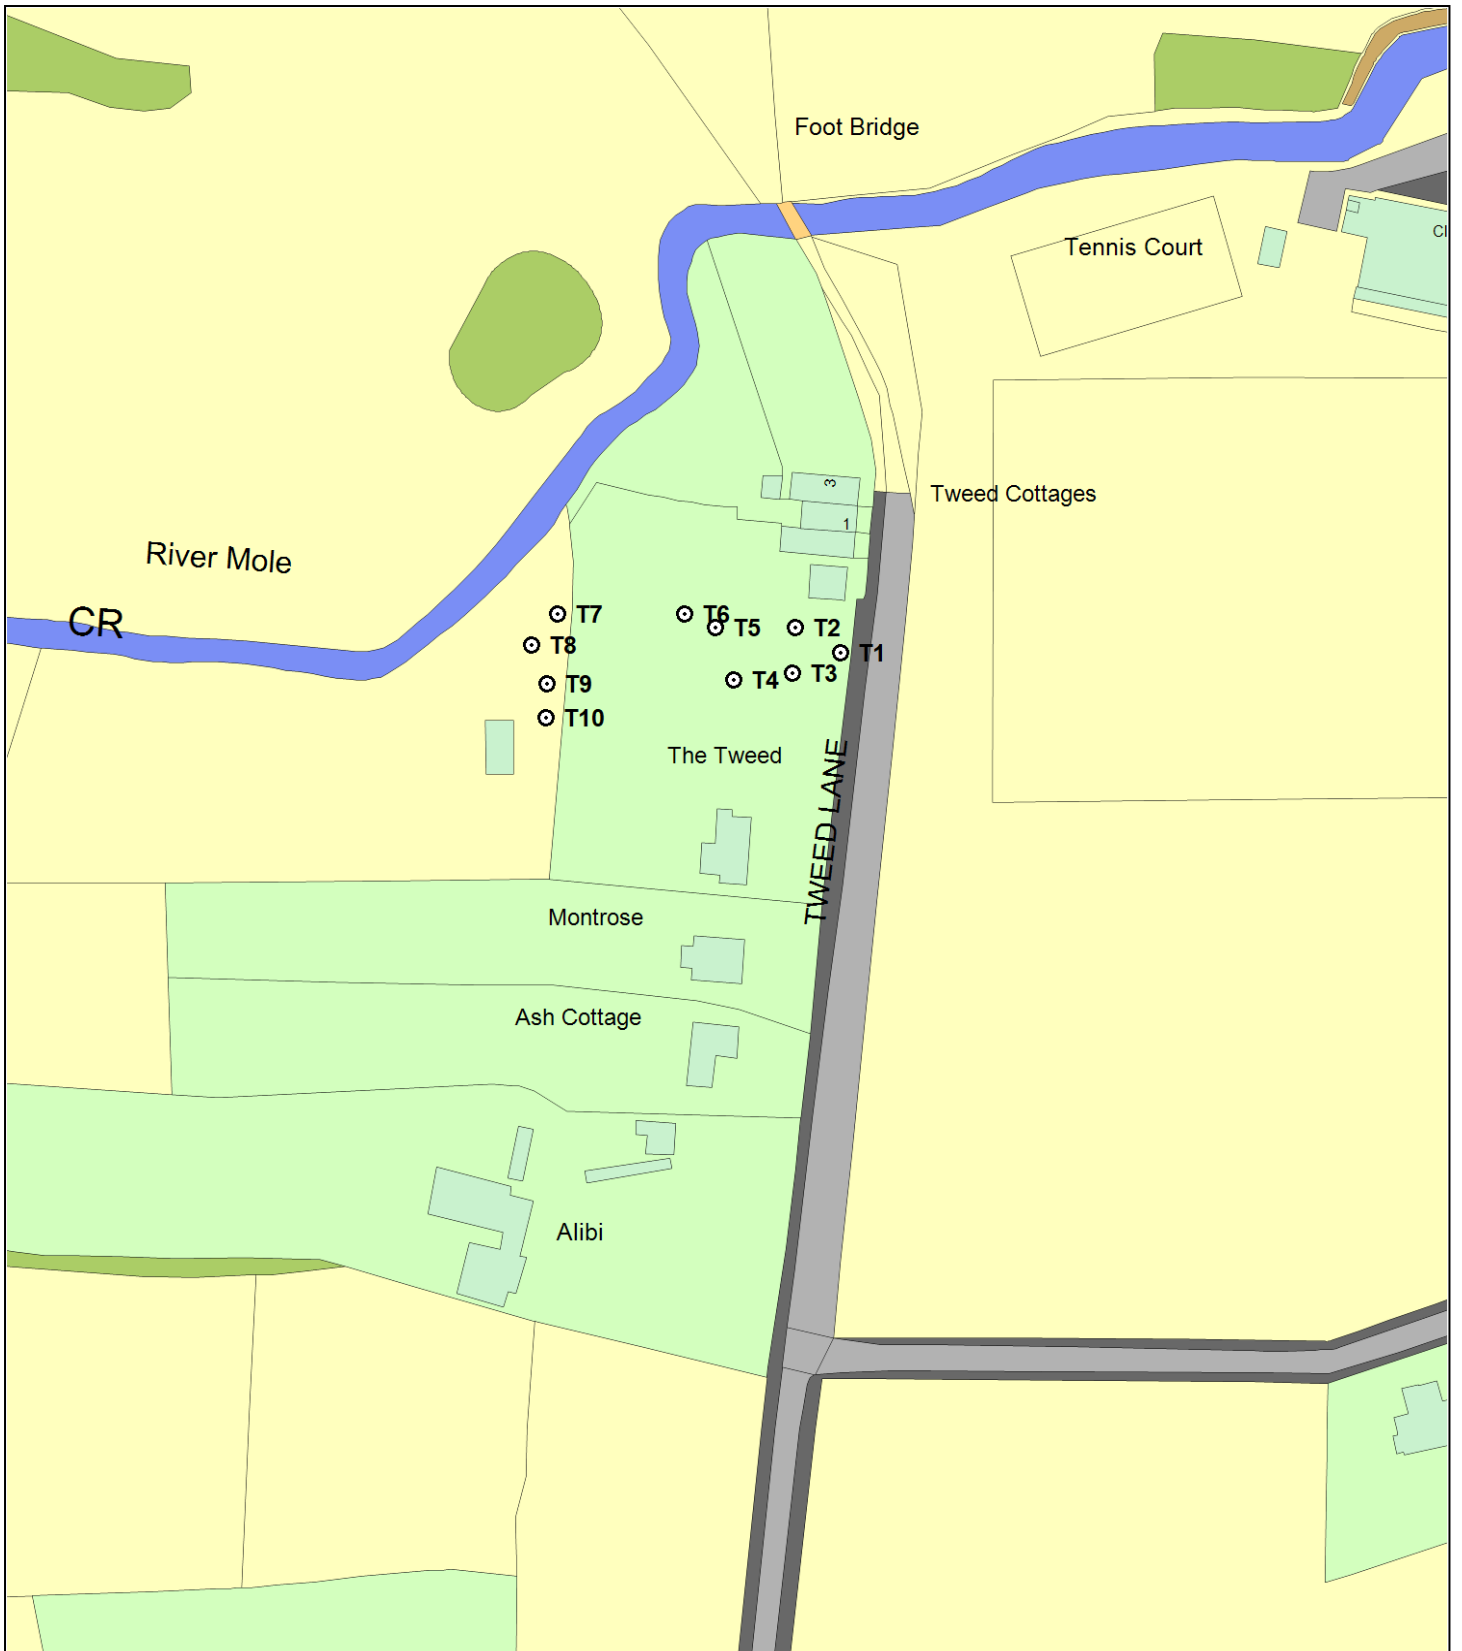 Foot Bridge
Tennis Court
Cl
3
Tweed Cottages
1
River Mole
CR
T7
T6
T5
T2
T8
T1
T3
T4
T9
T10
The Tweed
TWEED LANE
Montrose
Ash Cottage
Alibi